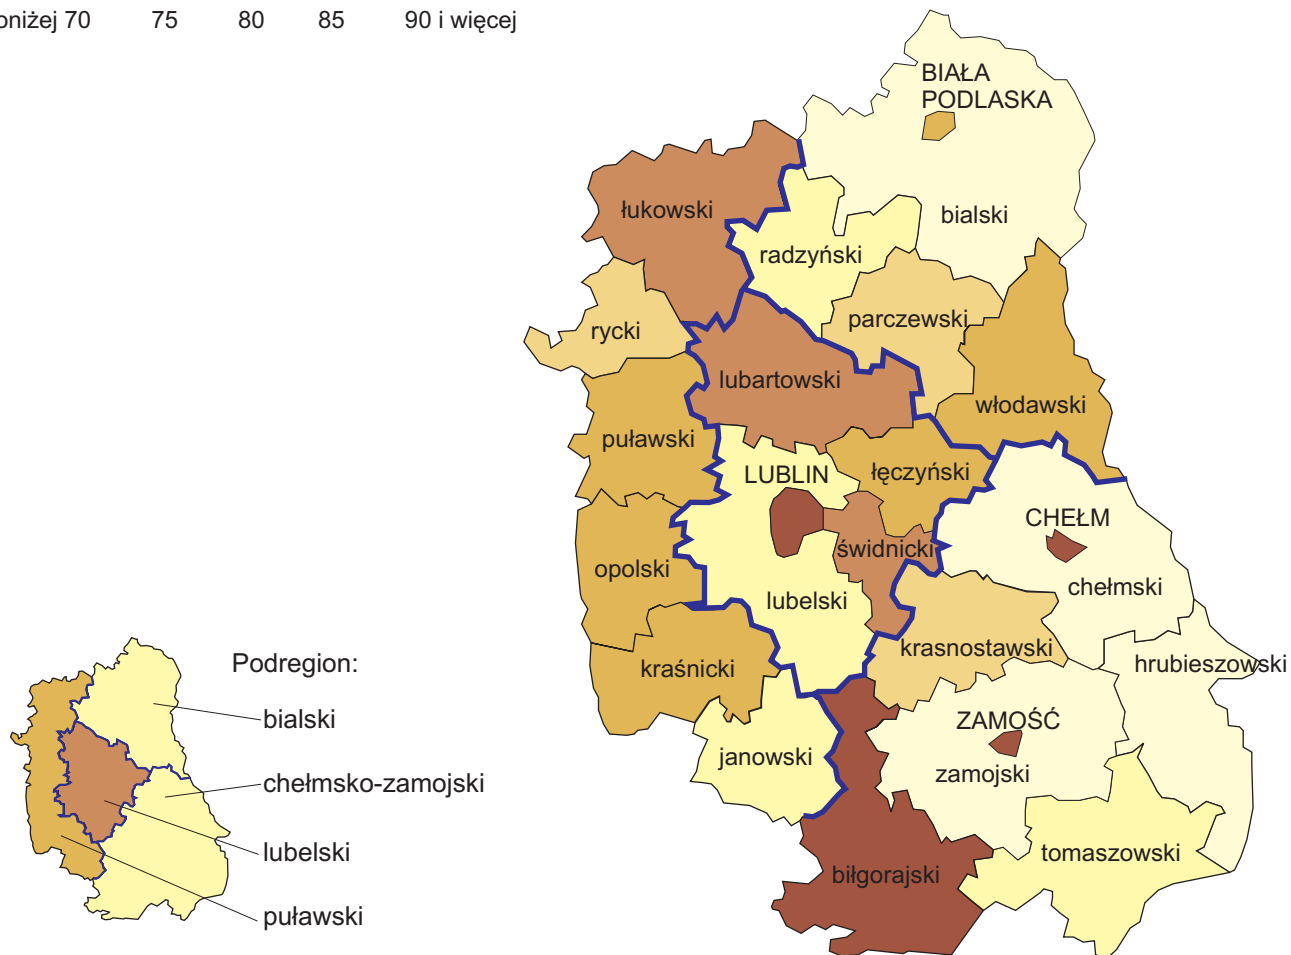 oniżej 70 75 80 85 90 i więcej
BIAŁA
PODLASKA
łukowski
bialski
radzyński
rycki
parczewski
lubartowski
włodawski
puławski
łęczyński
LUBLIN
CHEŁM
świdnicki
opolski
chełmski
lubelski
krasnostawski
hrubieszowski
kraśnicki
ZAMOŚĆ
janowski
zamojski
tomaszowski
biłgorajski
Podregion:
bialski
chełmsko-zamojski
lubelski
puławski